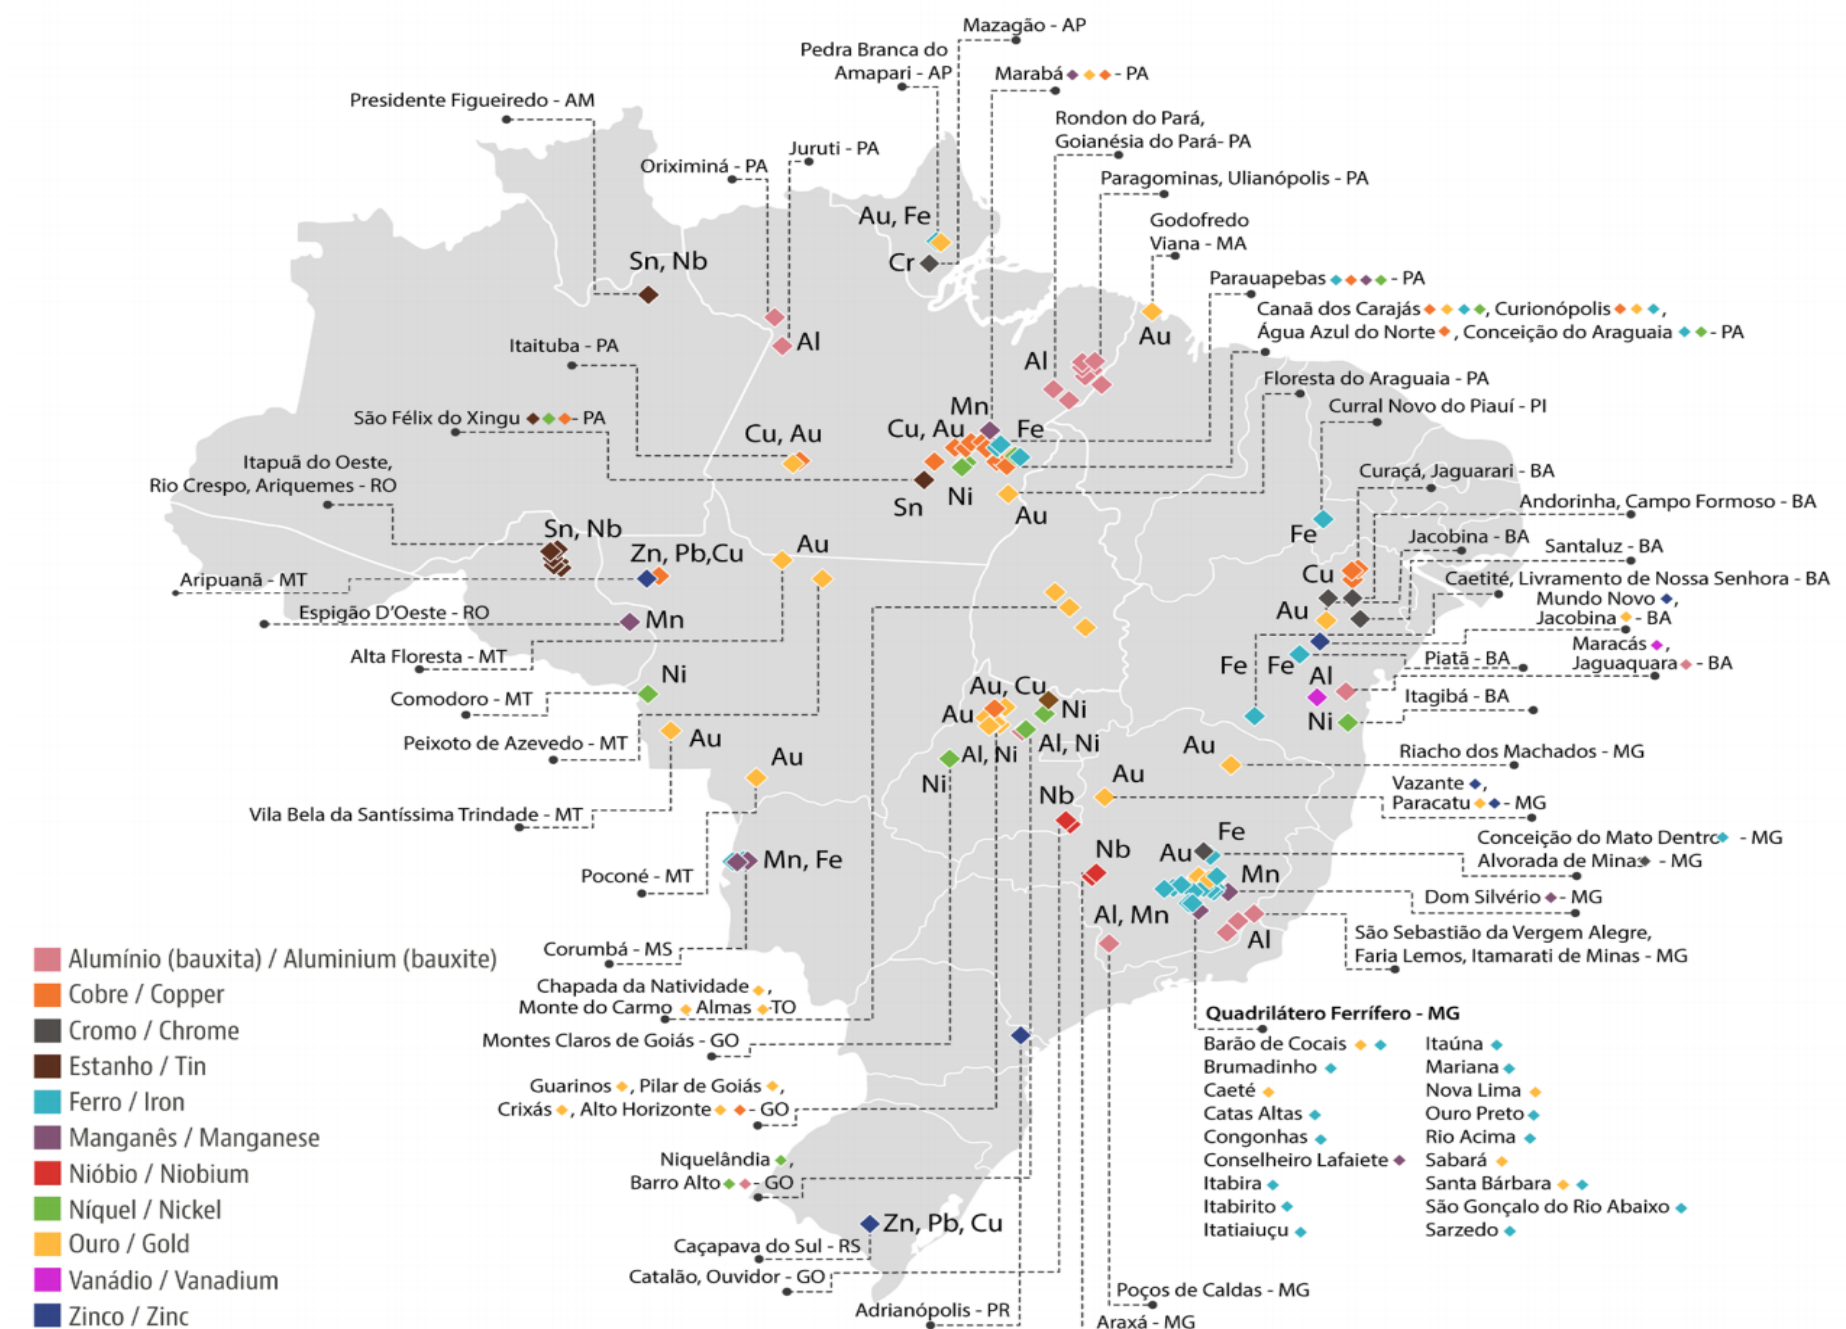 Mazagão - AP
Pedra Branca do
Amapari - AP
Marabá - PA
Presidente Figueiredo - AM
Rondon do Pará,
Goianésia do Pará- PA
Juruti - PA
Oriximiná - PA
Paragominas, Ulianópolis - PA
Godofredo
Viana - MA
Au, Fe
Cr
Sn, Nb
Parauapebas - PA
Canaã dos Carajás, Curionópolis,
Água Azul do Norte, Conceição do Araguaia - PA
Au
Al
Itaituba - PA
Al
Floresta do Araguaia - PA
Curral Novo do Piauí - PI
São Félix do Xingu - PA
Mn
Cu, Au
Fe
Cu, Au
Itapuã do Oeste,
Rio Crespo, Ariquemes - RO
Curaçá, Jaguarari - BA
Sn
Ni
Au
Andorinha, Campo Formoso - BA
Sn, Nb
Fe
Jacobina - BA
Zn, Pb,Cu
Au
Santaluz - BA
Aripuanã - MT
Cu
Caetité, Livramento de Nossa Senhora - BA
Mundo Novo,
Espigão D'Oeste - RO
Mn
Au
Jacobina - BA
Maracás,
Alta Floresta - MT
Fe
Fe
Piatã - BA
Jaguaquara - BA
Ni
Al
Comodoro - MT
Au, Cu
Itagibá - BA
Au
Ni
Ni
Peixoto de Azevedo - MT
Au
Al, Ni
Au
Riacho dos Machados - MG
Au
Al, Ni
Ni
Au
Vazante,
Paracatu - MG
Nb
Vila Bela da Santíssima Trindade - MT
Fe
Conceição do Mato Dentro - MG
Nb
Au
Alvorada de Minas - MG
Mn, Fe
Poconé - MT
Mn
Dom Silvério - MG
Al, Mn
Al
São Sebastião da Vergem Alegre,
Faria Lemos, Itamarati de Minas - MG
Corumbá - MS
Chapada da Natividade,
Monte do Carmo Almas -TO
Montes Claros de Goiás - GO
Guarinos, Pilar de Goiás,
Crixás, Alto Horizonte - GO
Niquelândia,
Barro Alto - GO
Zn, Pb, Cu
Caçapava do Sul - RS
Catalão, Ouvidor - GO
Adrianópolis - PR
Poços de Caldas - MG
Araxá - MG
Quadrilátero Ferrífero - MG
Barão de Cocais
Brumadinho
Caeté
Catas Altas
Congonhas
Conselheiro Lafaiete
Itabira
Itabirito
Itatiaiuçu
Itaúna
Mariana
Nova Lima
Ouro Preto
Rio Acima
Sabará
Santa Bárbara
São Gonçalo do Rio Abaixo
Sarzedo
Alumínio (bauxita) / Aluminium (bauxite)
Cobre / Copper
Cromo / Chrome
Estanho / Tin
Ferro / Iron
Manganês / Manganese
Nióbio / Niobium
Níquel / Nickel
Ouro / Gold
Vanádio / Vanadium
Zinco / Zinc